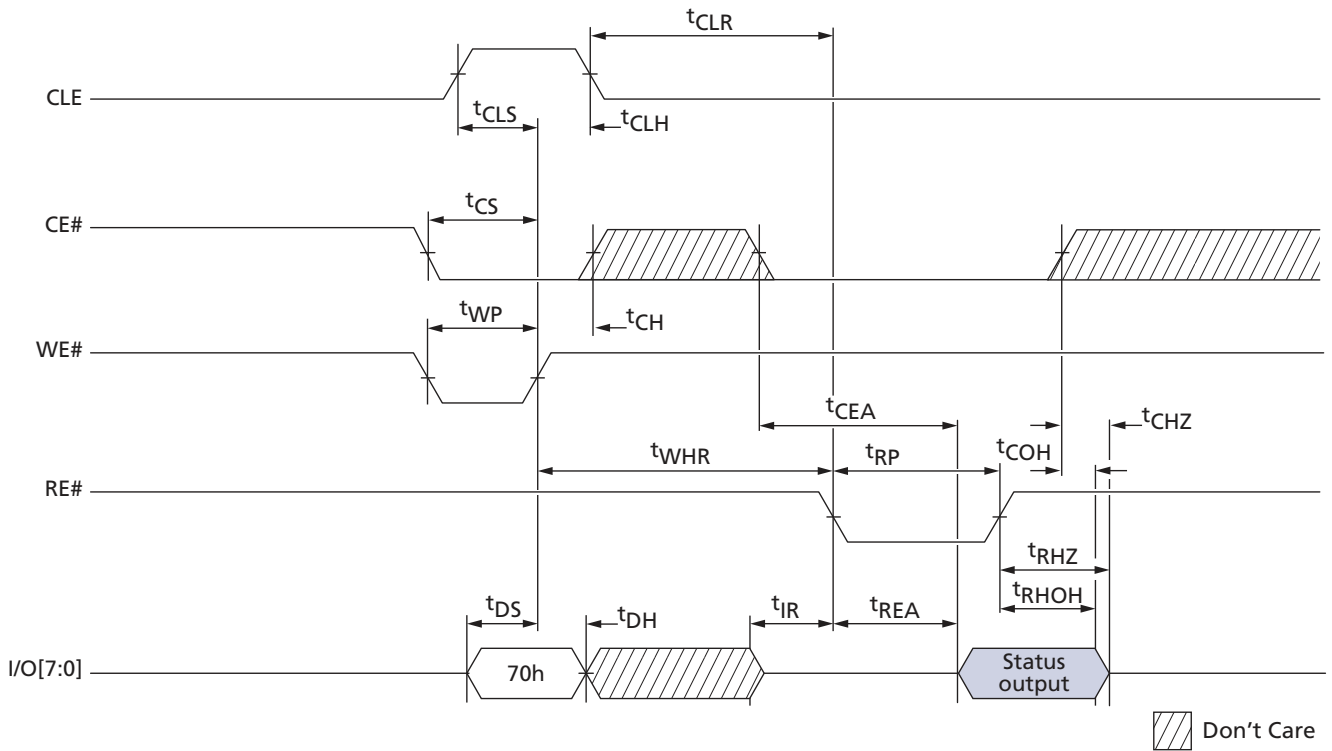 tCLR
CLE
tCLS
tCLH
tCS
CE#
tWP
tCH
WE#
tCEA
tCHZ
tWHR
tRP
tCOH
RE#
tRHZ
tRHOH
tDS
tDH
tIR
tREA
I/O[7:0]
70h
Status
output
Don't Care